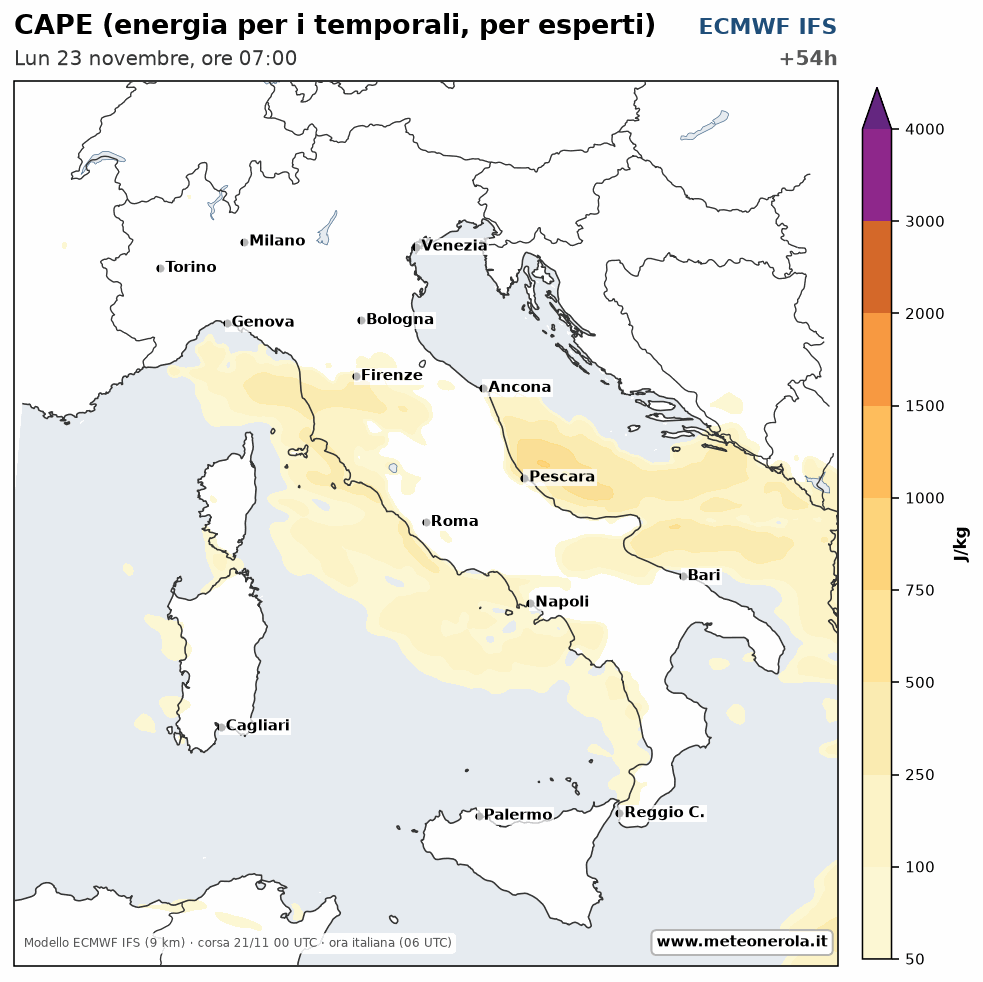 CAPE (energia per i temporali, per esperti)
ECMWF IFS
Lun 23 novembre, ore 07:00
+54h
Milano
Venezia
Torino
Genova
Bologna
Firenze
Ancona
Pescara
Roma
Bari
Napoli
Cagliari
Palermo
Reggio C.
4000
3000
2000
1500
1000
750
500
250
100
50
J/kg
Modello ECMWF IFS (9 km) · corsa 21/11 00 UTC · ora italiana (06 UTC)
www.meteonerola.it